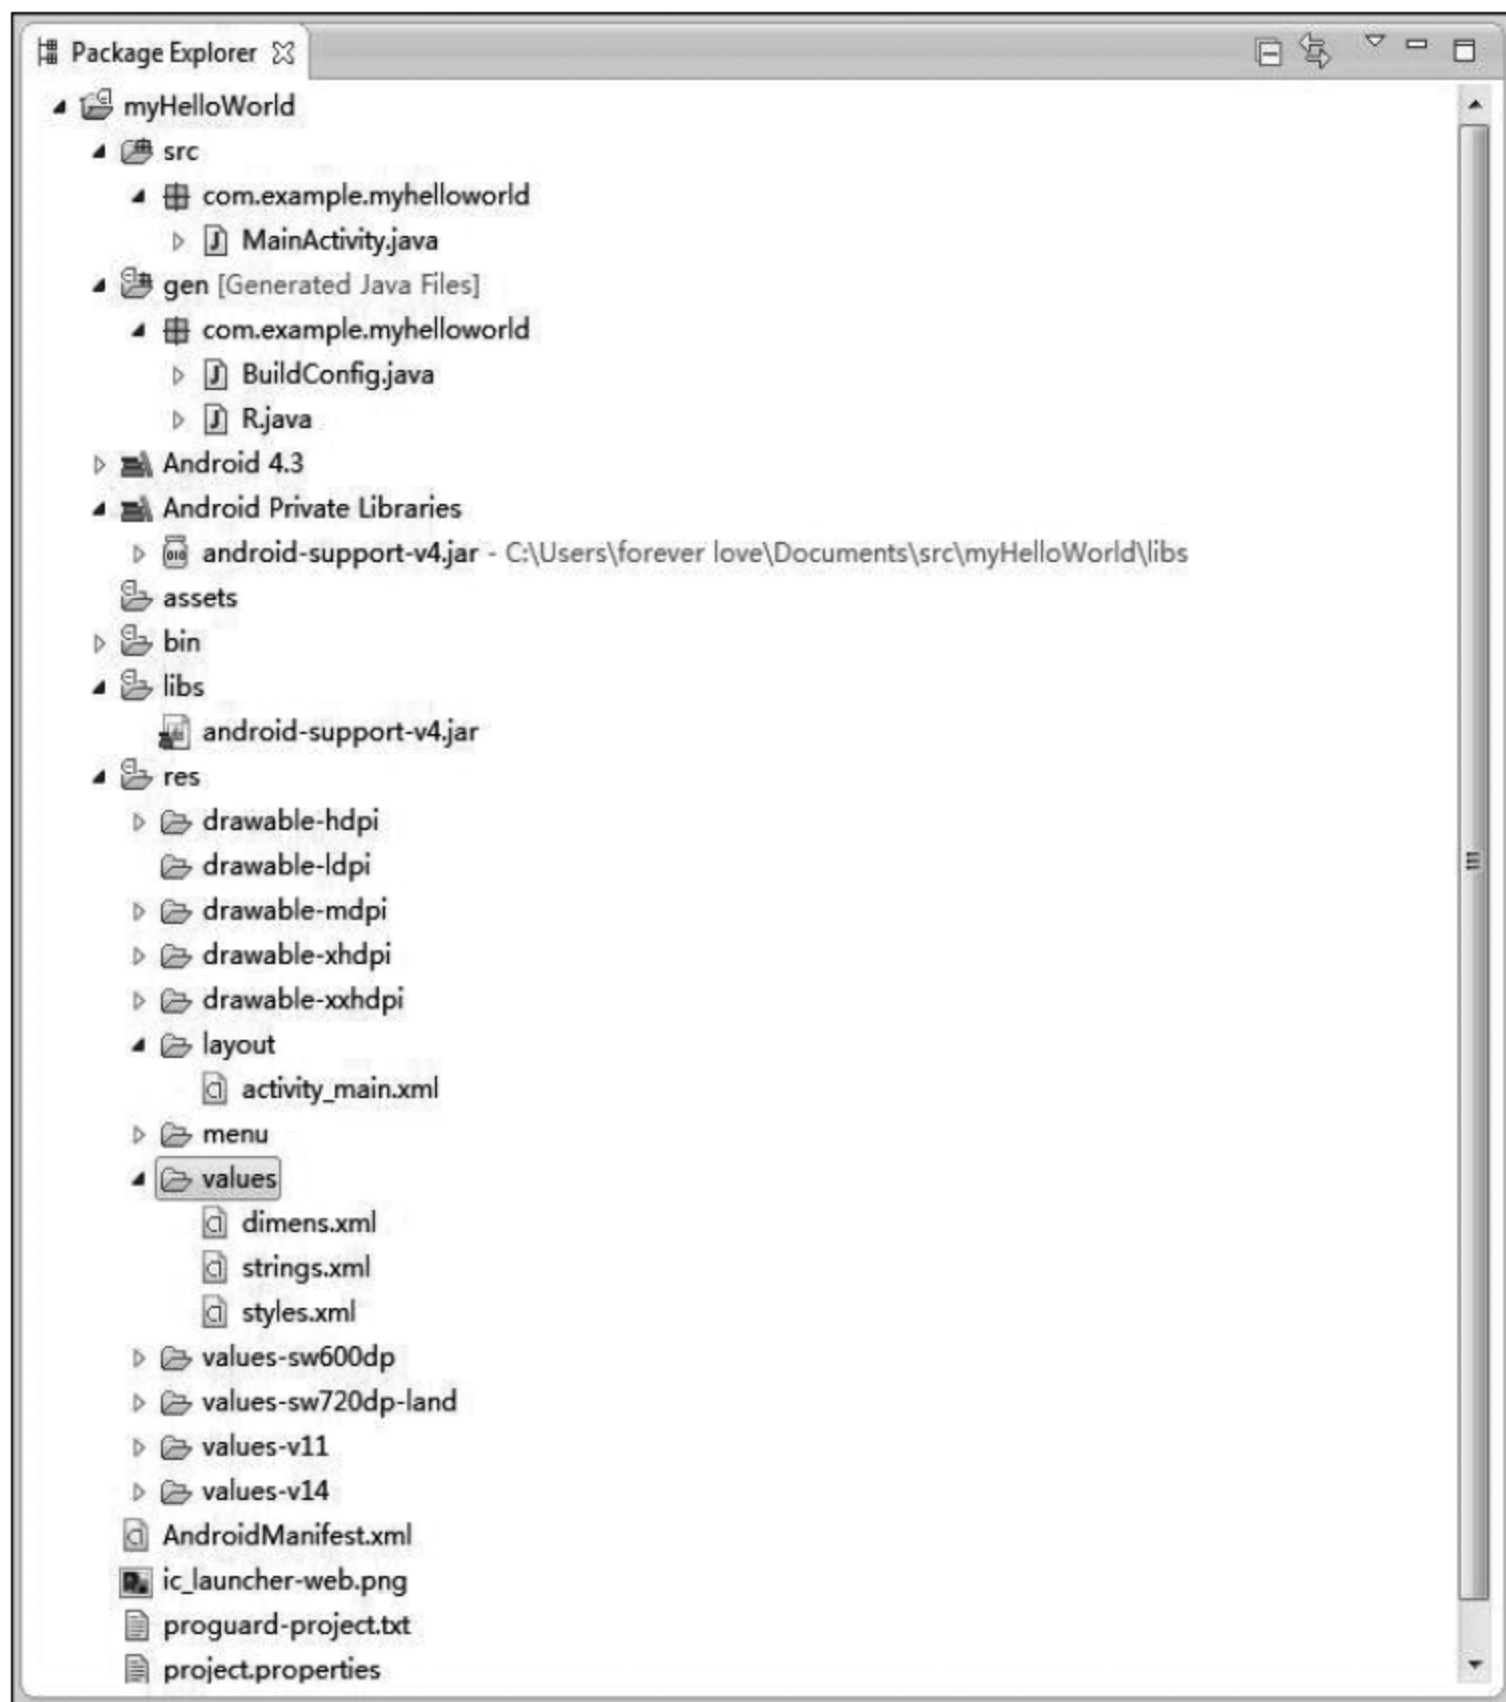 Package Explorer
myHelloWorld
src
com.example.myhelloworld
MainActivity.java
gen [Generated Java Files]
com.example.myhelloworld
BuildConfig.java
R.java
Android 4.3
Android Private Libraries
android-support-v4.jar - C:\Users\forever love\Documents\src\myHelloWorld\libs
assets
bin
libs
android-support-v4.jar
res
drawable-hdpi
drawable-ldpi
drawable-mdpi
drawable-xhdpi
drawable-xxhdpi
layout
activity_main.xml
menu
values
dimens.xml
strings.xml
styles.xml
values-sw600dp
values-sw720dp-land
values-v11
values-v14
AndroidManifest.xml
ic_launcher-web.png
proguard-project.txt
project.properties